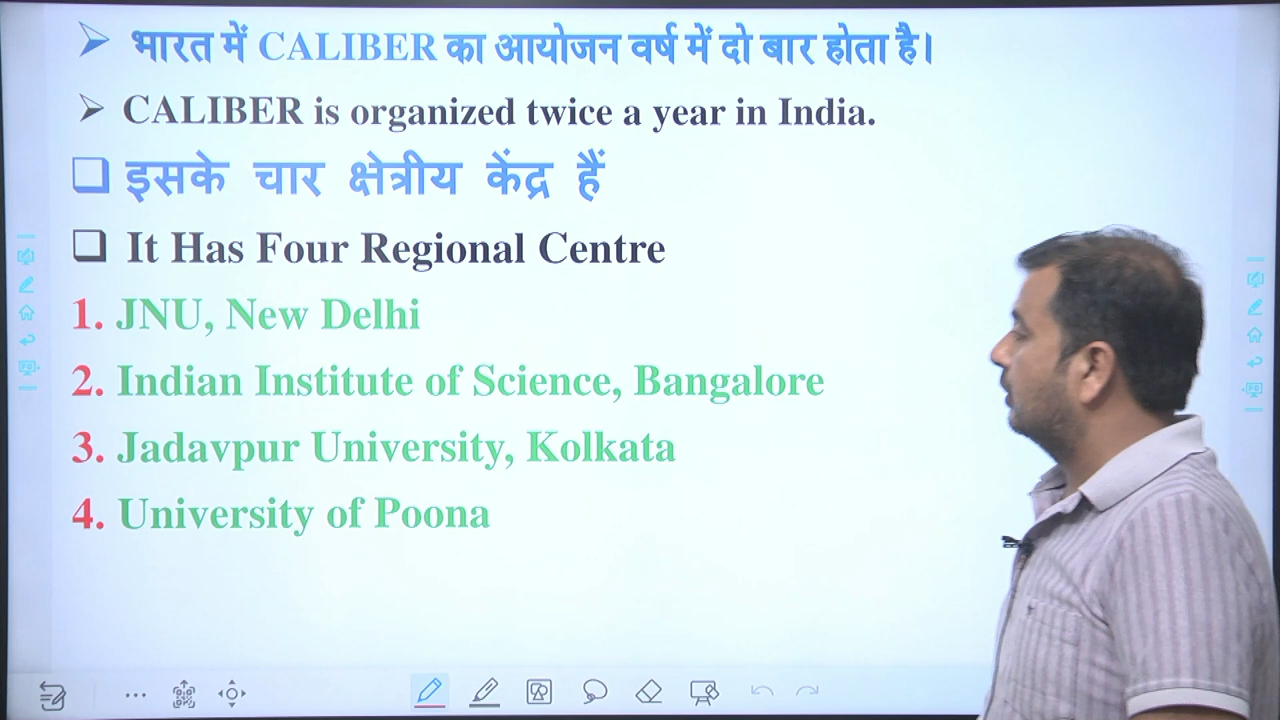 भारत में CALIBER का आयोजन वर्ष में दो बार होता है।
CALIBER is organized twice a year in India.
इसके चार क्षेत्रीय केंद्र हैं
It Has Four Regional Centre
1. JNU, New Delhi
2. Indian Institute of Science, Bangalore
3. Jadavpur University, Kolkata
4. University of Poona